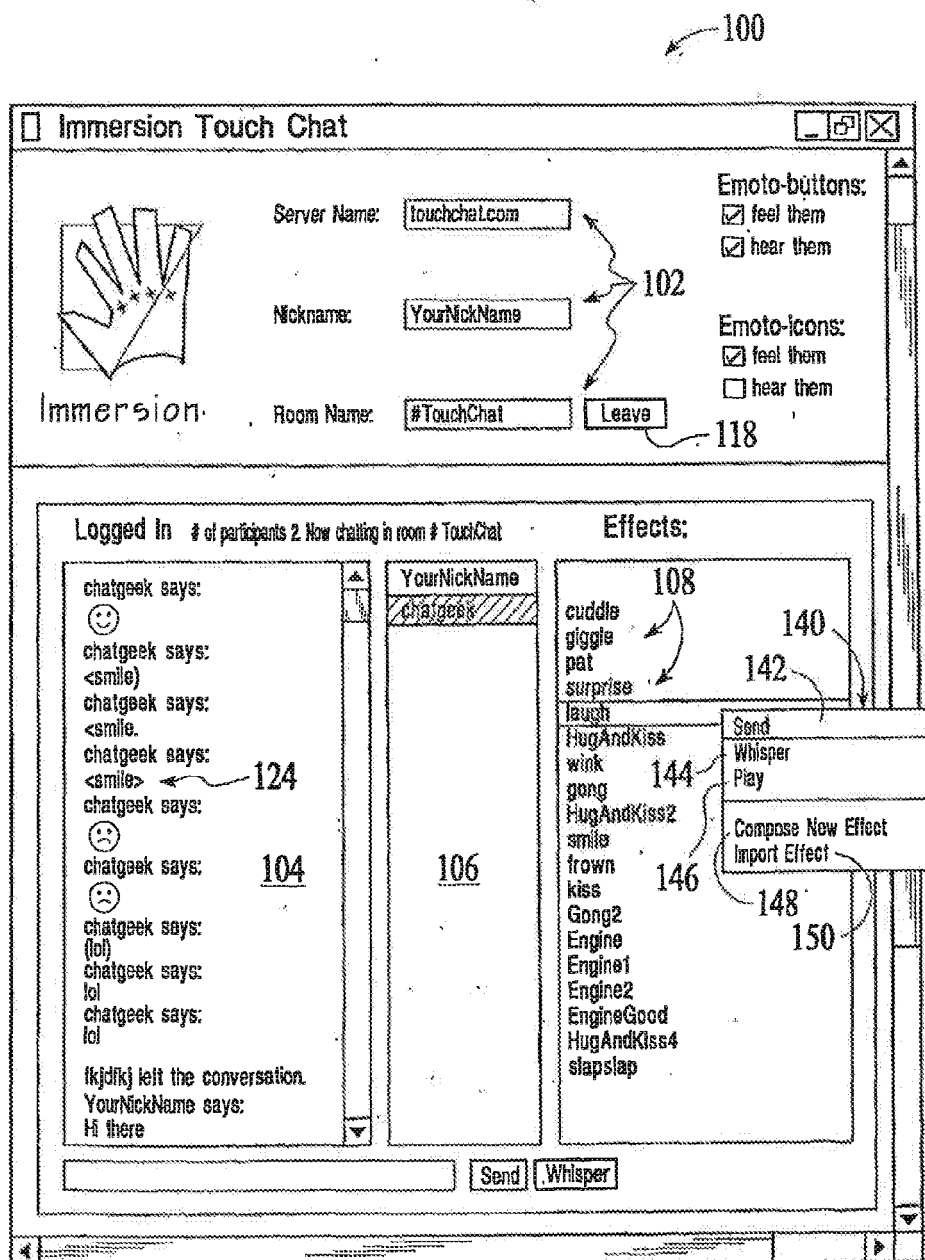 100
Immersion Touch Chat
Server Name: touchchat.com
Nickname: YourNickName
Room Name: #TouchChat Leave
102
118
Emoto-buttons:
feel them
hear them
Emoto-icons:
feel them
hear them
Immersion
Logged In # of participants 2. Now chatting in room # TouchChat
Effects:
chatgeek says:
chatgeek says:
<smile)
chatgeek says:
<smile.
chatgeek says:
<smile>
124
chatgeek says:
chatgeek says:
chatgeek says:
(lol)
chatgeek says:
lol
chatgeek says:
lol
fkjdfkj left the conversation.
YourNickName says:
Hi there
104
YourNickName
chatgeek
106
108
cuddle
giggle
pat
surprise
laugh
HugAndKiss
wink
gong
HugAndKiss2
smile
frown
kiss
Gong2
Engine
Engine1
Engine2
EngineGood
HugAndKiss4
slapslap
140
142
Send
Whisper
Play
Compose New Effect
Import Effect
144
146
148
150
Send Whisper